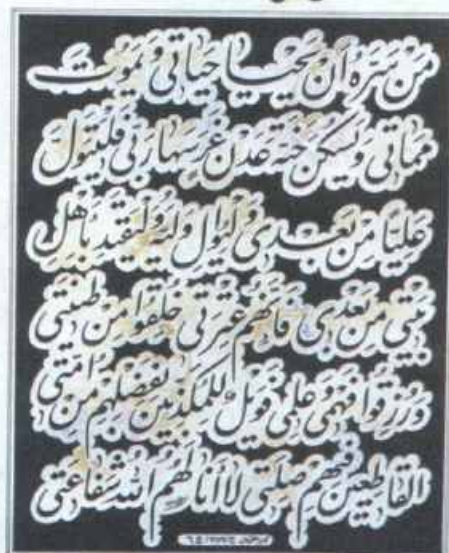 من سره أن يحيا حياتي ويموت
مماتي ويسكن جنة عدن غرسها ربي فليتول
عليا من بعدي وليوال وليه وليقتد بأهل
بيتي من بعدي فانهم عترتي خلقوا من طينتي
ورزقوا فهمي وعلمي فويل للمكذبين بفضلهم من امتي
القاطعين فيهم صلتي لا أنالهم الله شفاعتي